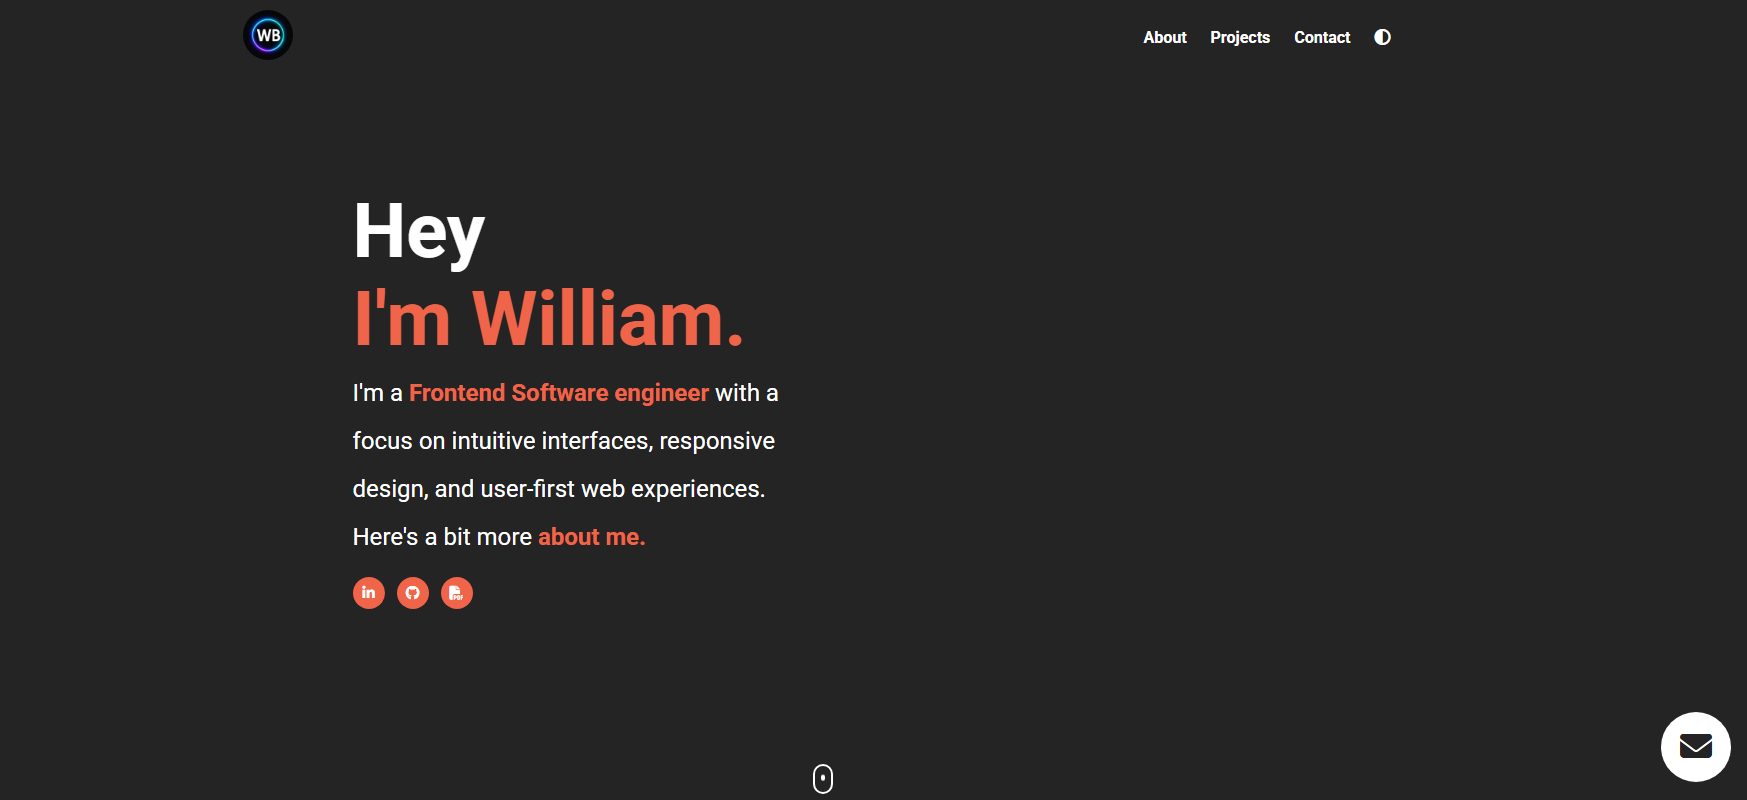 WB
About Projects Contact
Hey
I'm William.
I'm a Frontend Software engineer with a
focus on intuitive interfaces, responsive
design, and user-first web experiences.
Here's a bit more about me.
in
PDF